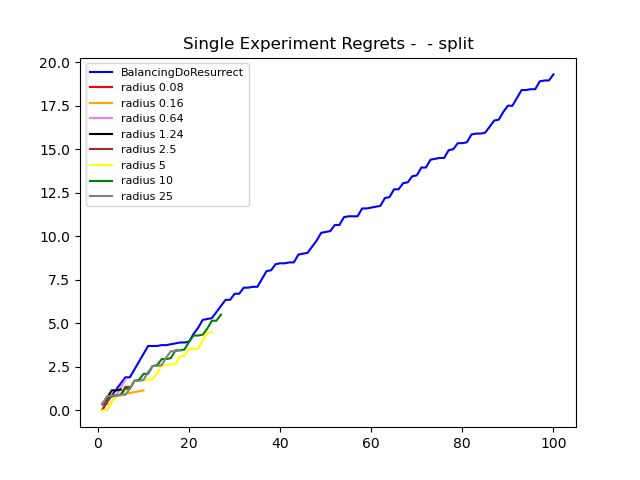 Single Experiment Regrets -  - split
20.0
17.5
15.0
12.5
10.0
7.5
5.0
2.5
0.0
BalancingDoResurrect
radius 0.08
radius 0.16
radius 0.64
radius 1.24
radius 2.5
radius 5
radius 10
radius 25
0 20 40 60 80 100